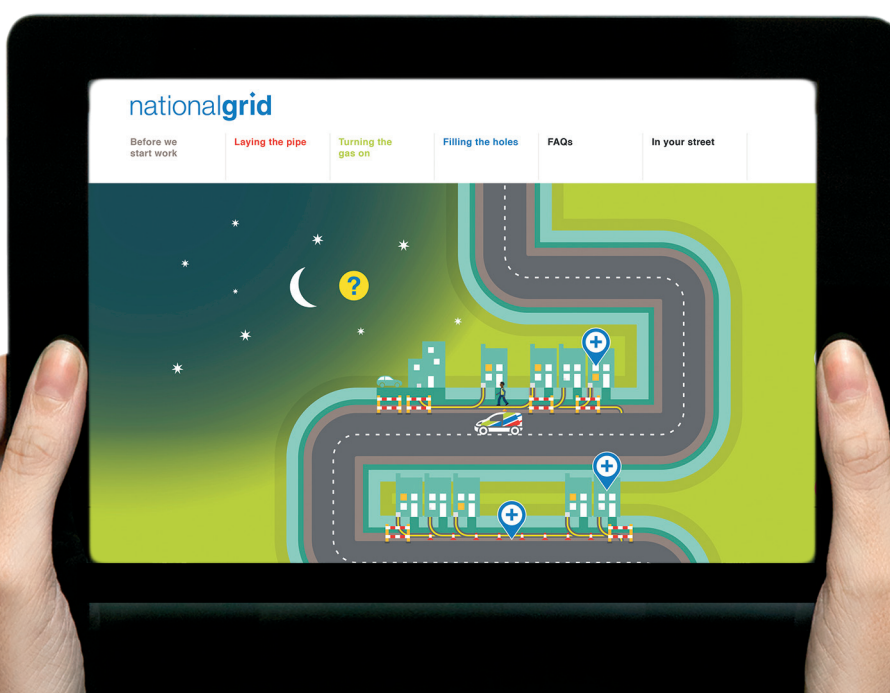 nationalgrid
Before we
start work
Laying the pipe
Turning the
gas on
Filling the holes
FAQs
In your street
?